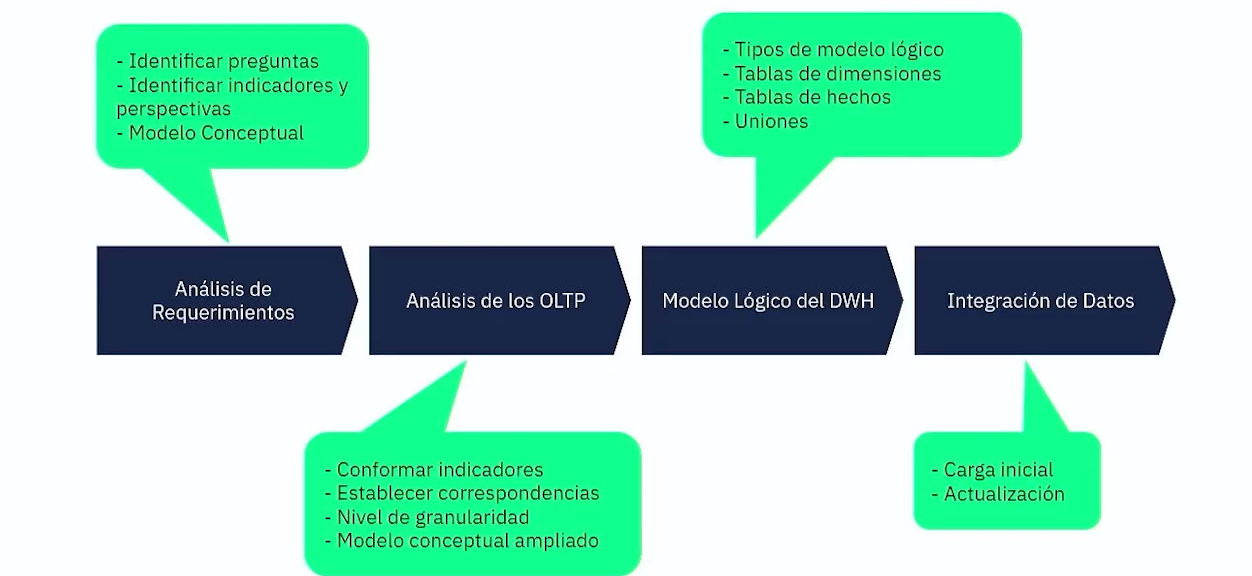 - Identificar preguntas
- Identificar indicadores y
perspectivas
- Modelo Conceptual
- Tipos de modelo lógico
- Tablas de dimensiones
- Tablas de hechos
- Uniones
Análisis de
Requerimientos
Análisis de los OLTP
Modelo Lógico del DWH
Integración de Datos
- Conformar indicadores
- Establecer correspondencias
- Nivel de granularidad
- Modelo conceptual ampliado
- Carga inicial
- Actualización